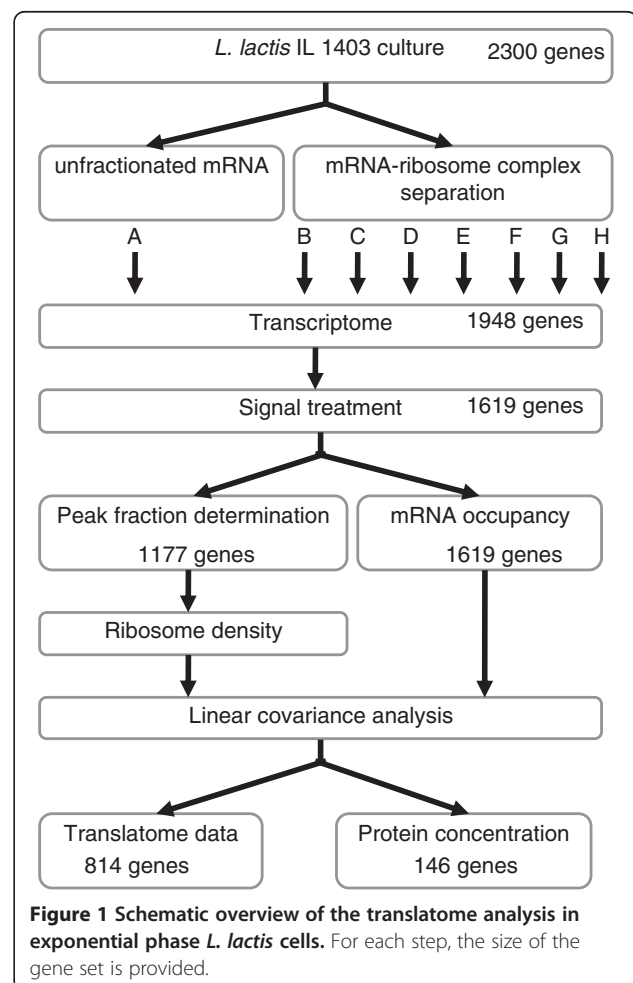 L. lactis IL 1403 culture 2300 genes
unfractionated mRNA
mRNA-ribosome complex
separation
A B C D E F G H
Transcriptome 1948 genes
Signal treatment 1619 genes
Peak fraction determination
1177 genes
mRNA occupancy
1619 genes
Ribosome density
Linear covariance analysis
Translatome data
814 genes
Protein concentration
146 genes
Figure 1 Schematic overview of the translatome analysis in
exponential phase L. lactis cells. For each step, the size of the
gene set is provided.